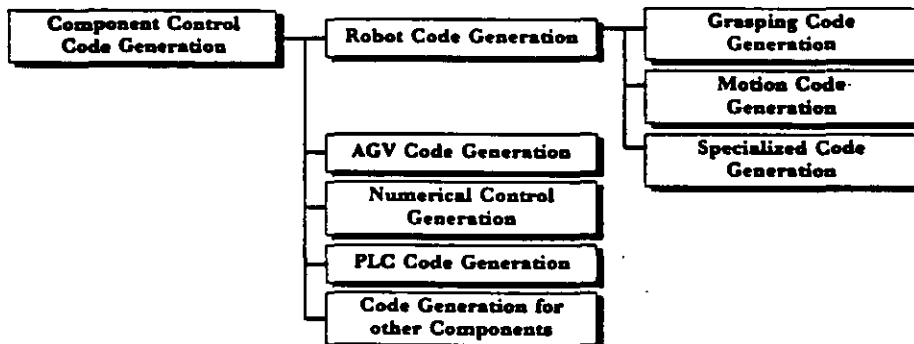 Component Control
Code Generation
Robot Code Generation
Grasping Code
Generation
Motion Code
Generation
Specialized Code
Generation
AGV Code Generation
Numerical Control
Generation
PLC Code Generation
Code Generation for
other Components